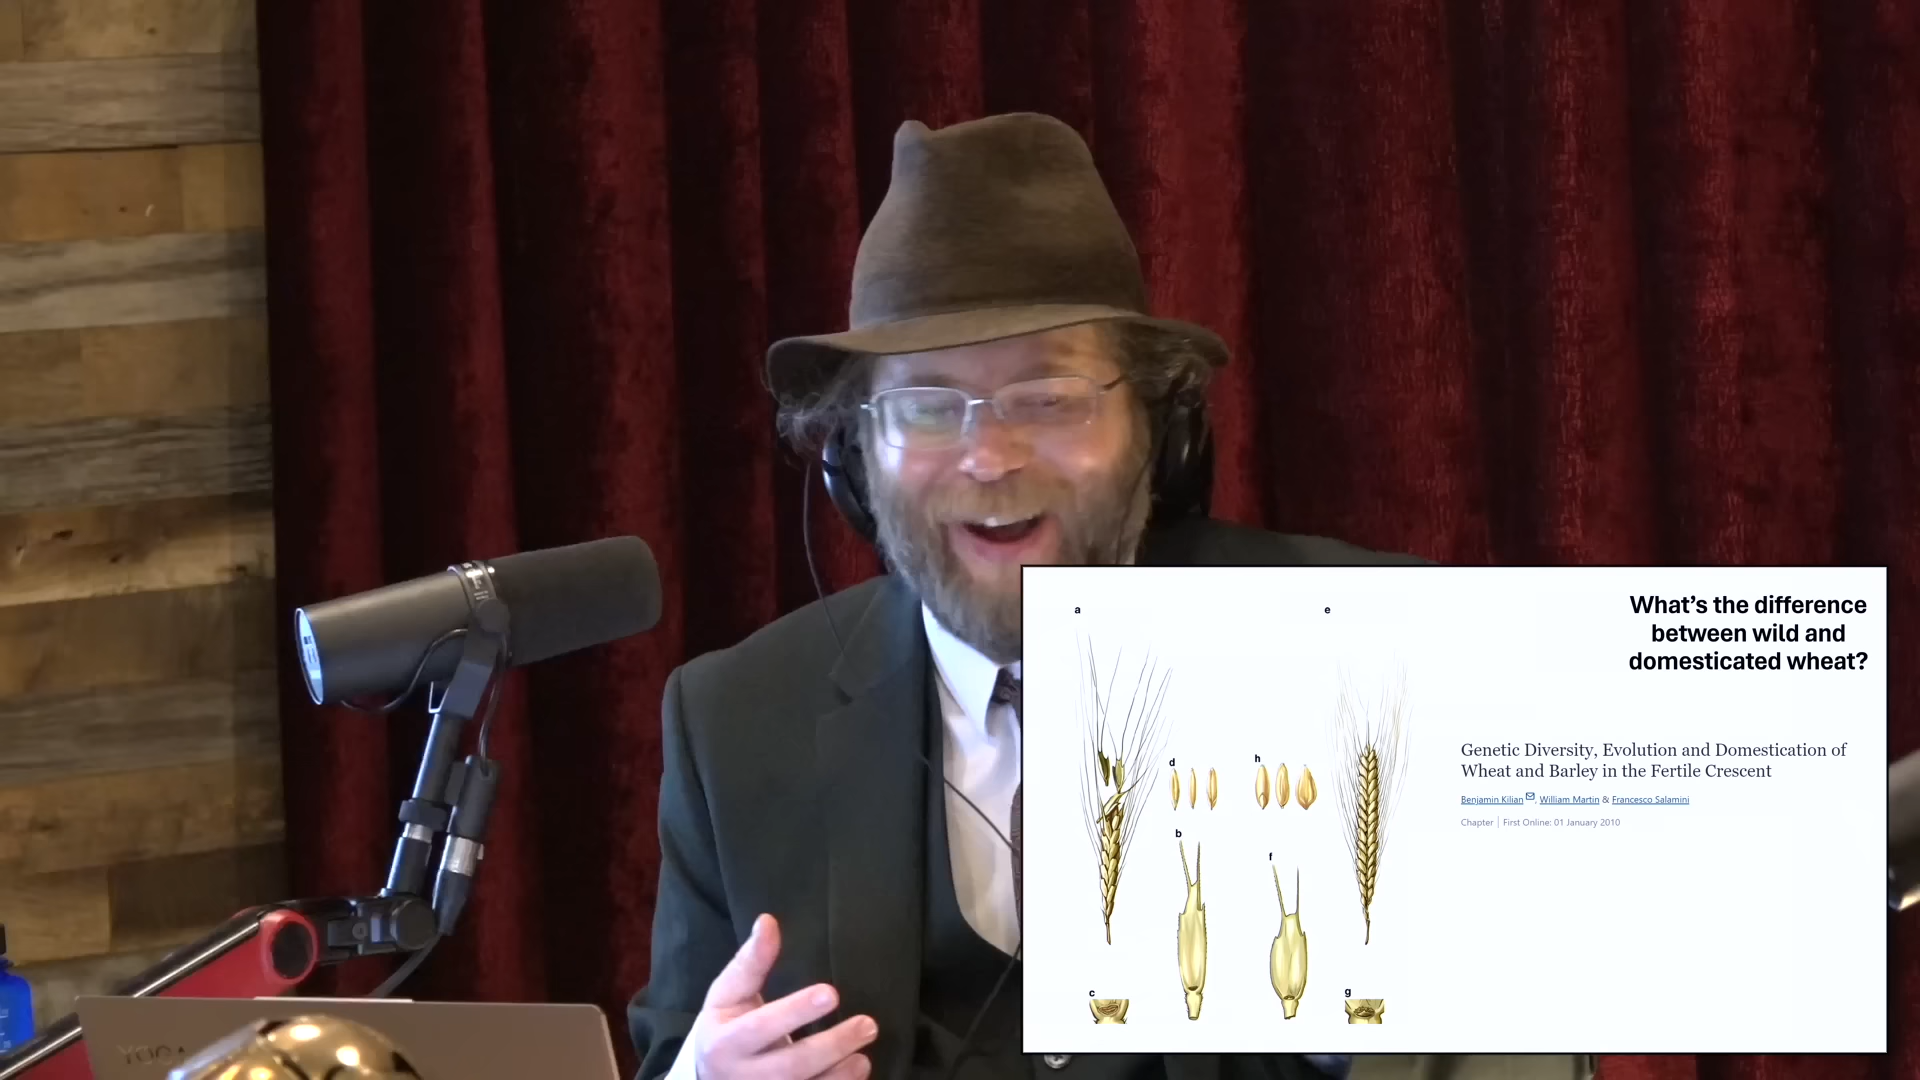 a
e
What's the difference
between wild and
domesticated wheat?
Genetic Diversity, Evolution and Domestication of
Wheat and Barley in the Fertile Crescent
Benjamin Kilian, William Martin & Francesco Salamini
Chapter | First Online: 01 January 2010
d
h
b
f
c
g
YOGA